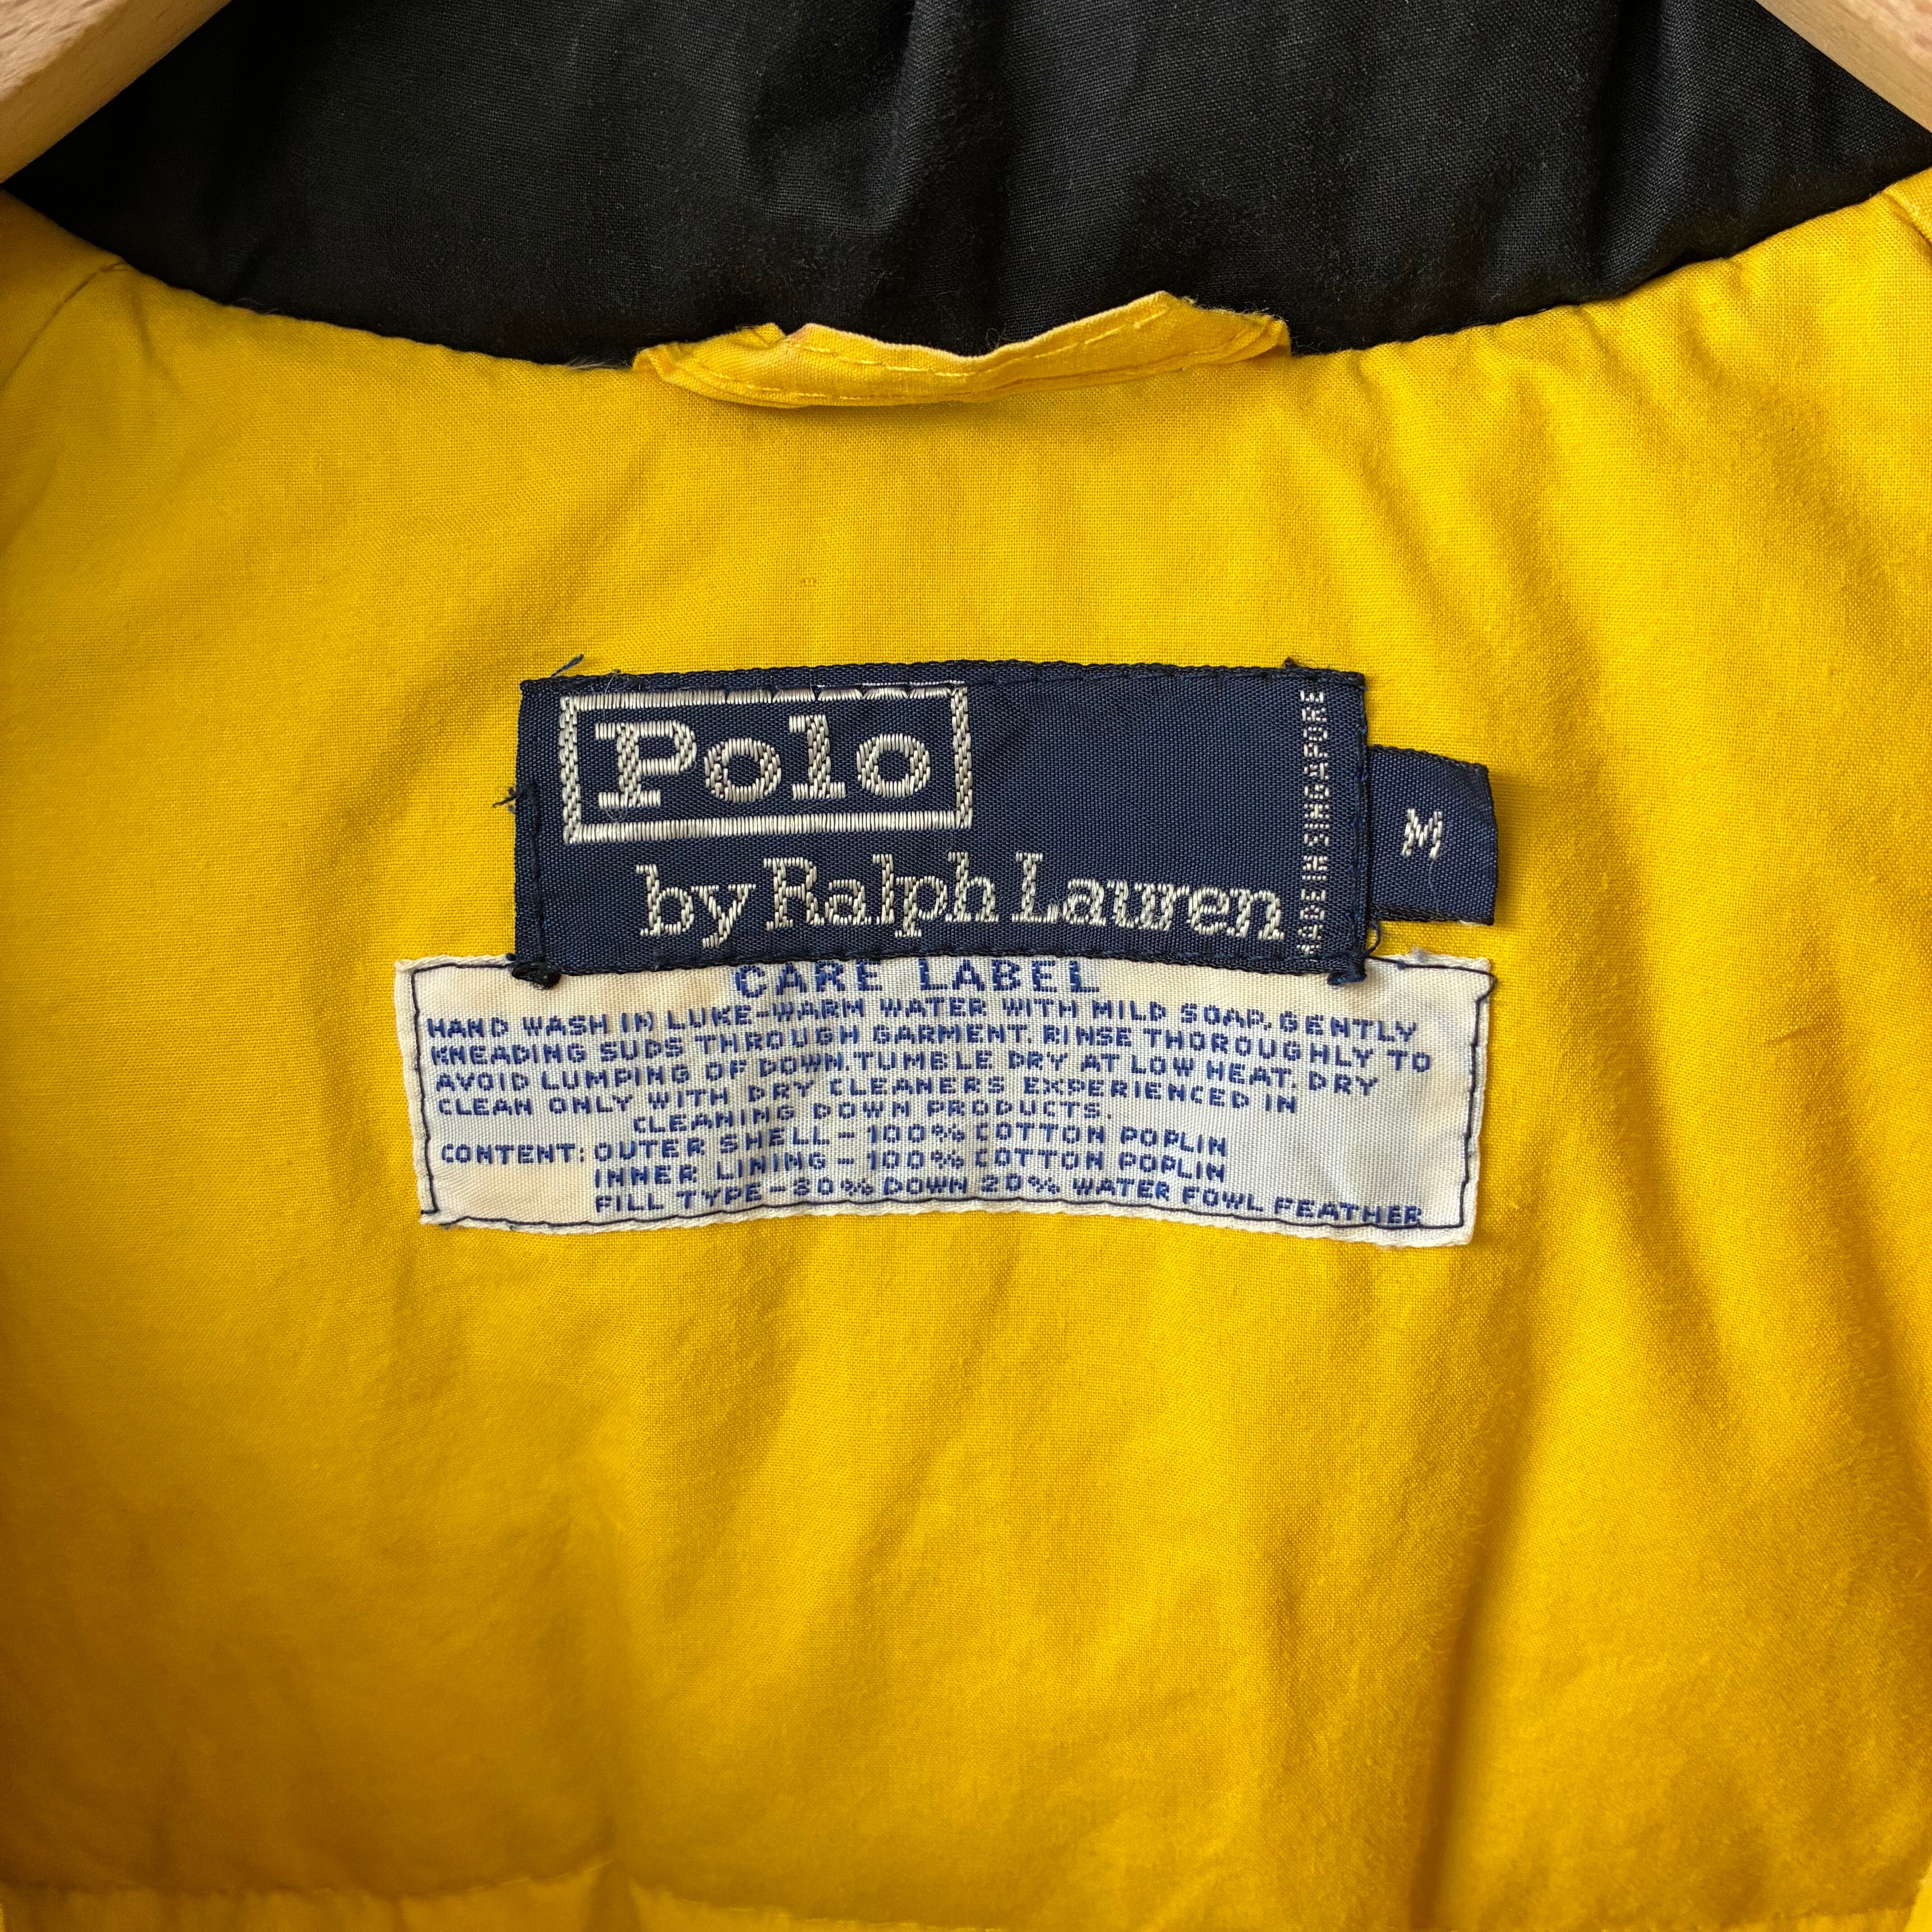 Polo
by Ralph Lauren
MADE IN SINGAPORE
M
CARE LABEL
HAND WASH IN LUKE-WARM WATER WITH MILD SOAP. GENTLY
KNEADING SUDS THROUGH GARMENT. RINSE THOROUGHLY TO
AVOID LUMPING OF DOWN. TUMBLE DRY AT LOW HEAT. DRY
CLEAN ONLY WITH DRY CLEANERS EXPERIENCED IN
CLEANING DOWN PRODUCTS.
CONTENT: OUTER SHELL - 100% COTTON POPLIN
INNER LINING - 100% COTTON POPLIN
FILL TYPE - 80% DOWN 20% WATER FOWL FEATHER